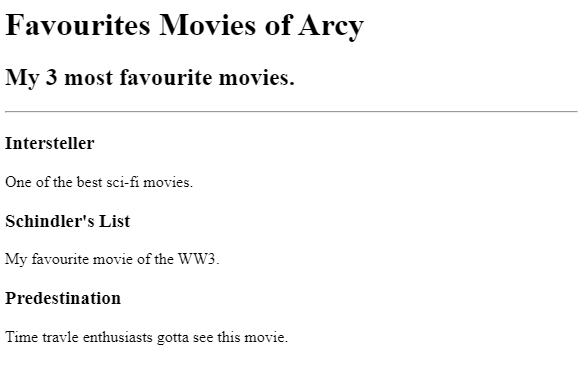 Favourites Movies of Arcy
My 3 most favourite movies.
Intersteller
One of the best sci-fi movies.
Schindler's List
My favourite movie of the WW3.
Predestination
Time travle enthusiasts gotta see this movie.